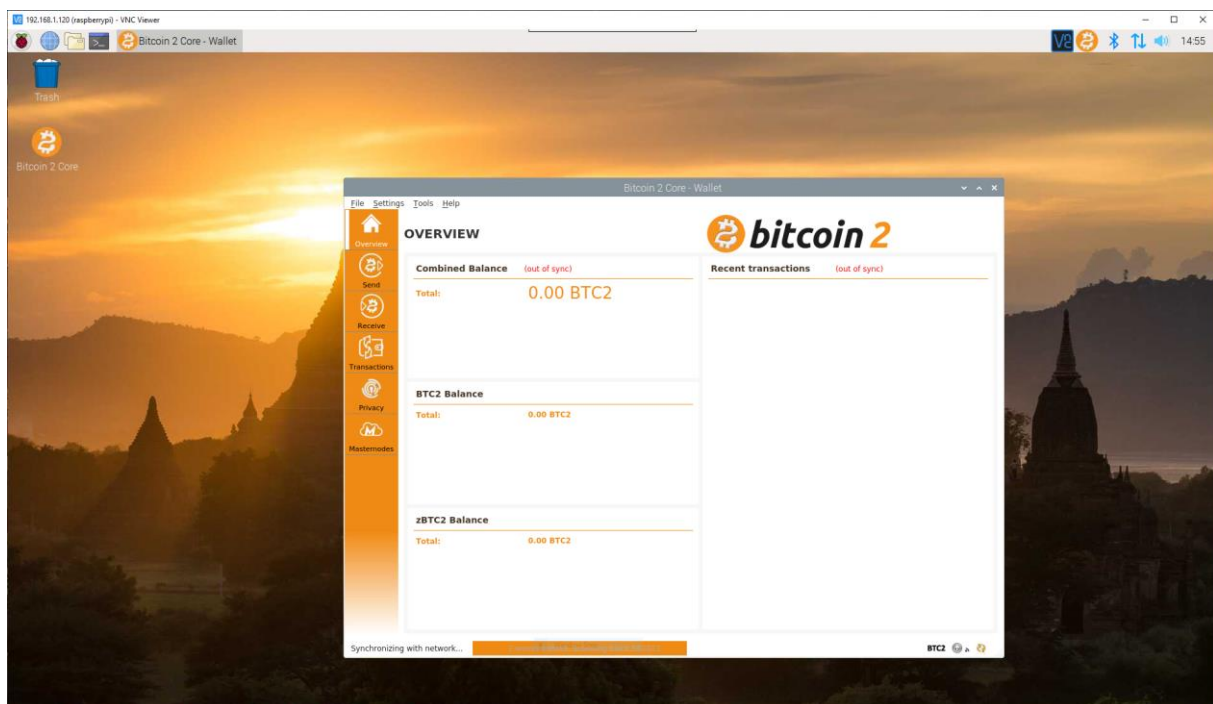 192.168.1.120 (raspberrypi) - VNC Viewer
Bitcoin 2 Core - Wallet
14:55
Trash
Bitcoin 2 Core
Bitcoin 2 Core - Wallet
File Settings Tools Help
Overview
OVERVIEW
bitcoin 2
Send
Receive
Transactions
Privacy
Masternodes
Combined Balance (out of sync)
Total: 0.00 BTC2
BTC2 Balance
Total: 0.00 BTC2
zBTC2 Balance
Total: 0.00 BTC2
Recent transactions (out of sync)
Synchronizing with network...
BTC2